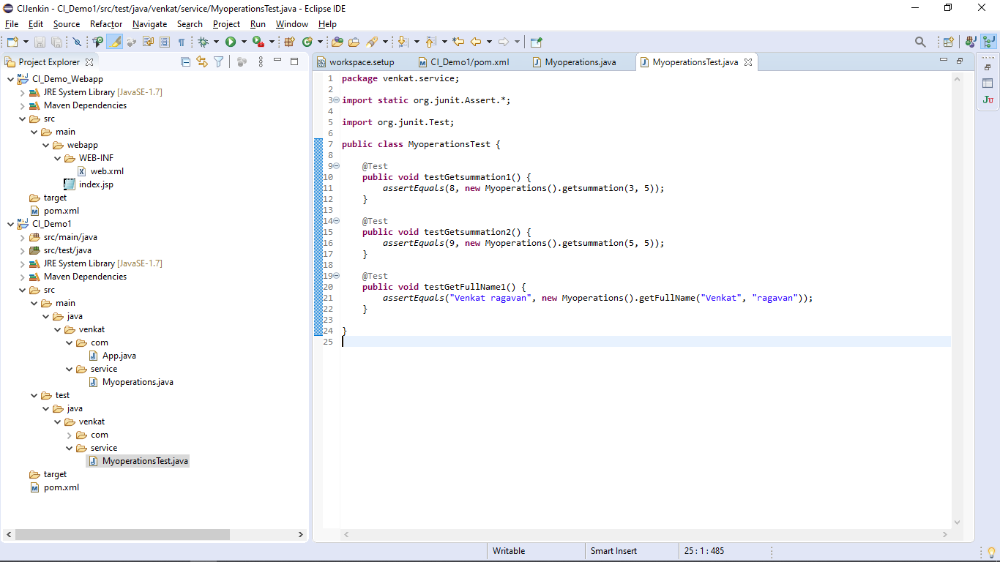 CIJenkin - CI_Demo1/src/test/java/venkat/service/MyoperationsTest.java - Eclipse IDE
File Edit Source Refactor Navigate Search Project Run Window Help
Project Explorer
CI_Demo_Webapp
JRE System Library [JavaSE-1.7]
Maven Dependencies
src
main
webapp
WEB-INF
web.xml
index.jsp
target
pom.xml
CI_Demo1
src/main/java
src/test/java
JRE System Library [JavaSE-1.7]
Maven Dependencies
src
main
java
venkat
com
App.java
service
Myoperations.java
test
java
venkat
com
service
MyoperationsTest.java
target
pom.xml
workspace.setup CI_Demo1/pom.xml Myoperations.java MyoperationsTest.java
1 package venkat.service;
2
3 import static org.junit.Assert.*;
4
5 import org.junit.Test;
6
7 public class MyoperationsTest {
8
9 @Test
10 public void testGetsummation1() {
11 assertEquals(8, new Myoperations().getsummation(3, 5));
12 }
13
14 @Test
15 public void testGetsummation2() {
16 assertEquals(9, new Myoperations().getsummation(5, 5));
17 }
18
19 @Test
20 public void testGetFullName1() {
21 assertEquals("Venkat ragavan", new Myoperations().getFullName("Venkat", "ragavan"));
22 }
23
24 }
25
Ju
Writable Smart Insert 25 : 1 : 485